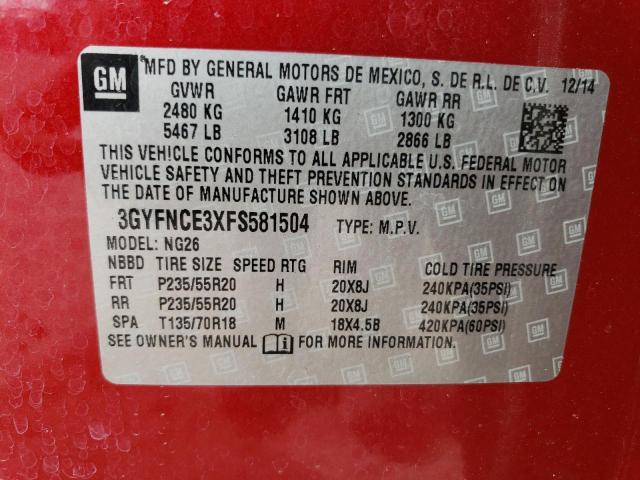 GM
MFD BY GENERAL MOTORS DE MEXICO, S. DE R.L. DE C.V. 12/14
GVWR GAWR FRT GAWR RR
2480 KG 1410 KG 1300 KG
5467 LB 3108 LB 2866 LB
THIS VEHICLE CONFORMS TO ALL APPLICABLE U.S. FEDERAL MOTOR
VEHICLE SAFETY AND THEFT PREVENTION STANDARDS IN EFFECT ON
THE DATE OF MANUFACTURE SHOWN ABOVE.
3GYFNCE3XFS581504 TYPE: M.P.V.
MODEL: NG26
NBBD TIRE SIZE SPEED RTG RIM COLD TIRE PRESSURE
FRT P235/55R20 H 20X8J 240KPA(35PSI)
RR P235/55R20 H 20X8J 240KPA(35PSI)
SPA T135/70R18 M 18X4.5B 420KPA(60PSI)
SEE OWNER'S MANUAL i FOR MORE INFORMATION.